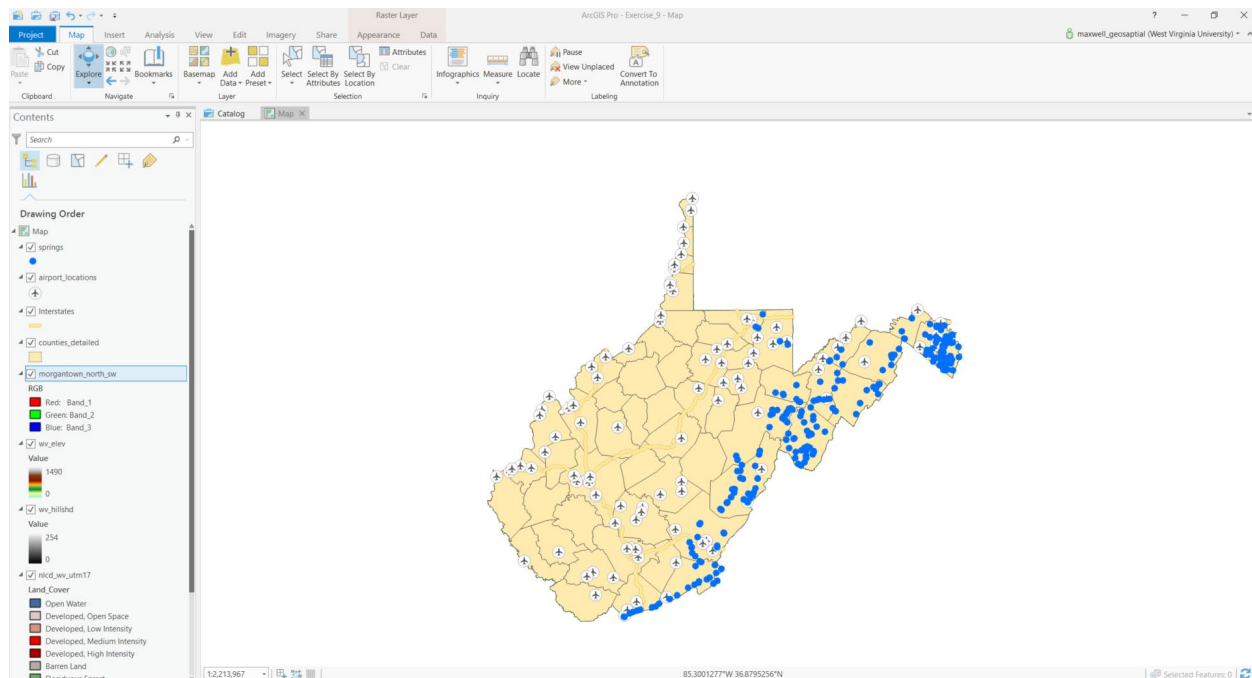 Raster Layer
ArcGIS Pro - Exercise_9 - Map
?
Project Map Insert Analysis View Edit Imagery Share Appearance Data
maxwell_geosaptial (West Virginia University)
Paste
Cut
Copy
Clipboard
Explore
Bookmarks
Navigate
Basemap
Add Data
Add Preset
Layer
Select
Select By Attributes
Select By Location
Attributes
Clear
Selection
Infographics
Measure
Locate
Inquiry
Pause
View Unplaced
More
Convert To Annotation
Labeling
Contents
Catalog
Map
Search
Drawing Order
Map
springs
airport_locations
Interstates
counties_detailed
morgantown_north_sw
RGB
Red: Band_1
Green: Band_2
Blue: Band_3
wv_elev
Value
1490
0
wv_hillshd
Value
254
0
nlcd_wv_utm17
Land_Cover
Open Water
Developed, Open Space
Developed, Low Intensity
Developed, Medium Intensity
Developed, High Intensity
Barren Land
1:2,213,967
85.3001277°W 36.8795256°N
Selected Features: 0